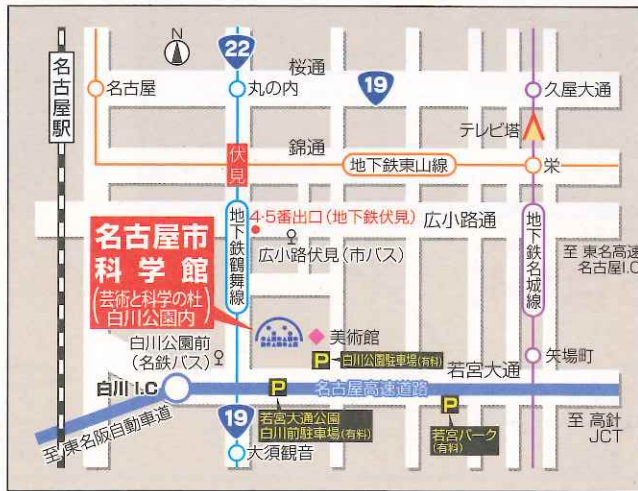 N
22
桜通
19
名古屋駅
名古屋
丸の内
久屋大通
テレビ塔
錦通
伏見
地下鉄東山線
栄
4・5番出口(地下鉄伏見)
広小路通
名古屋市
科学館
(芸術と科学の杜
白川公園内)
地下鉄鶴舞線
広小路伏見(市バス)
地下鉄名城線
至 東名高速
名古屋I.C
白川公園前
(名鉄バス)
美術館
P 白川公園駐車場(有料)
若宮大通
矢場町
白川 I.C
名古屋高速道路
P
若宮大通公園
白川前駐車場(有料)
P
若宮パーク
(有料)
至 高針
JCT
至 東名阪自動車道
19
大須観音